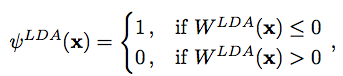 ψ^{LDA}(𝐱) = { 1 , if W^{LDA}(𝐱) ≤ 0
0 , if W^{LDA}(𝐱) > 0 ,